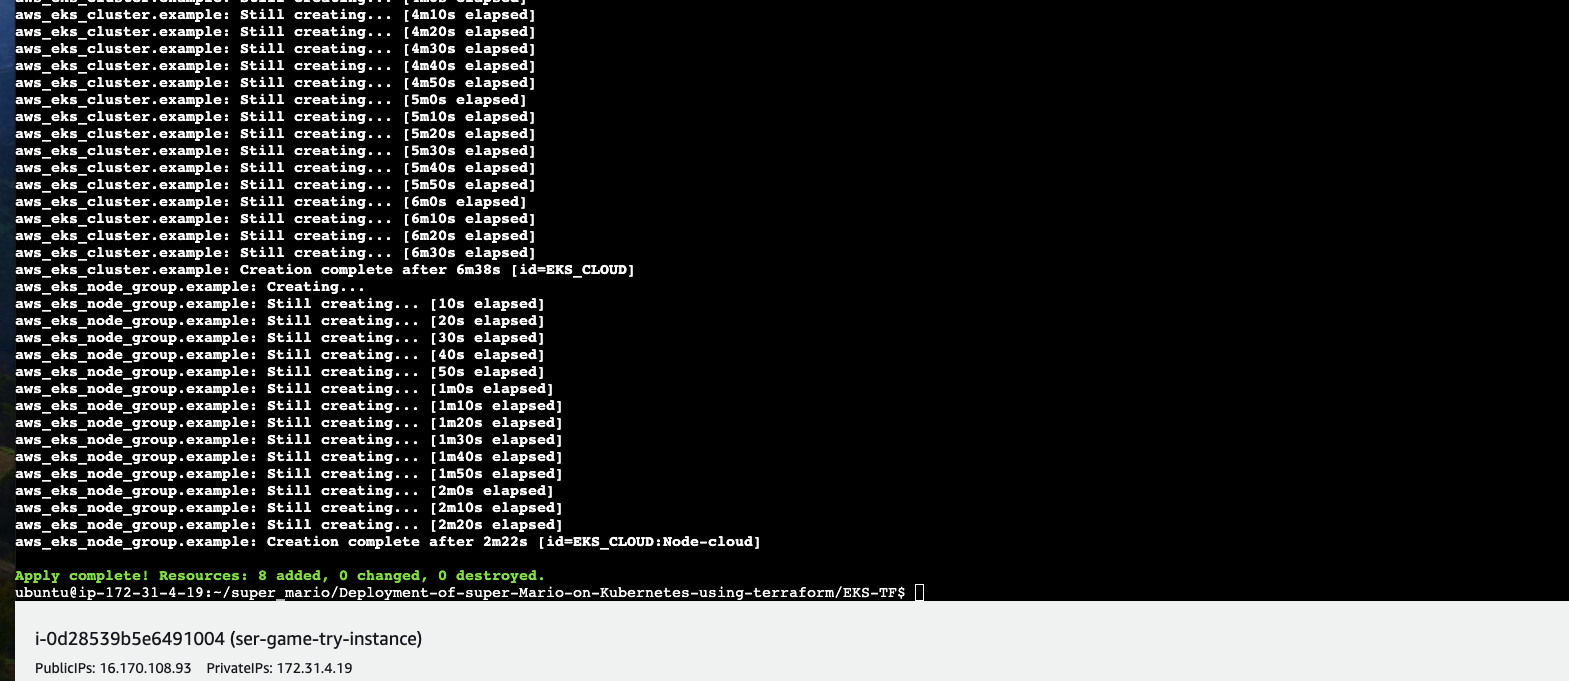 aws_eks_cluster.example: Still creating... [4m10s elapsed]
aws_eks_cluster.example: Still creating... [4m20s elapsed]
aws_eks_cluster.example: Still creating... [4m30s elapsed]
aws_eks_cluster.example: Still creating... [4m40s elapsed]
aws_eks_cluster.example: Still creating... [4m50s elapsed]
aws_eks_cluster.example: Still creating... [5m0s elapsed]
aws_eks_cluster.example: Still creating... [5m10s elapsed]
aws_eks_cluster.example: Still creating... [5m20s elapsed]
aws_eks_cluster.example: Still creating... [5m30s elapsed]
aws_eks_cluster.example: Still creating... [5m40s elapsed]
aws_eks_cluster.example: Still creating... [5m50s elapsed]
aws_eks_cluster.example: Still creating... [6m0s elapsed]
aws_eks_cluster.example: Still creating... [6m10s elapsed]
aws_eks_cluster.example: Still creating... [6m20s elapsed]
aws_eks_cluster.example: Still creating... [6m30s elapsed]
aws_eks_cluster.example: Creation complete after 6m38s [id=EKS_CLOUD]
aws_eks_node_group.example: Creating...
aws_eks_node_group.example: Still creating... [10s elapsed]
aws_eks_node_group.example: Still creating... [20s elapsed]
aws_eks_node_group.example: Still creating... [30s elapsed]
aws_eks_node_group.example: Still creating... [40s elapsed]
aws_eks_node_group.example: Still creating... [50s elapsed]
aws_eks_node_group.example: Still creating... [1m0s elapsed]
aws_eks_node_group.example: Still creating... [1m10s elapsed]
aws_eks_node_group.example: Still creating... [1m20s elapsed]
aws_eks_node_group.example: Still creating... [1m30s elapsed]
aws_eks_node_group.example: Still creating... [1m40s elapsed]
aws_eks_node_group.example: Still creating... [1m50s elapsed]
aws_eks_node_group.example: Still creating... [2m0s elapsed]
aws_eks_node_group.example: Still creating... [2m10s elapsed]
aws_eks_node_group.example: Still creating... [2m20s elapsed]
aws_eks_node_group.example: Creation complete after 2m22s [id=EKS_CLOUD:Node-cloud]
Apply complete! Resources: 8 added, 0 changed, 0 destroyed.
ubuntu@ip-172-31-4-19:~/super_mario/Deployment-of-super-Mario-on-Kubernetes-using-terraform/EKS-TF$
i-0d28539b5e6491004 (ser-game-try-instance)
PublicIPs: 16.170.108.93 PrivateIPs: 172.31.4.19